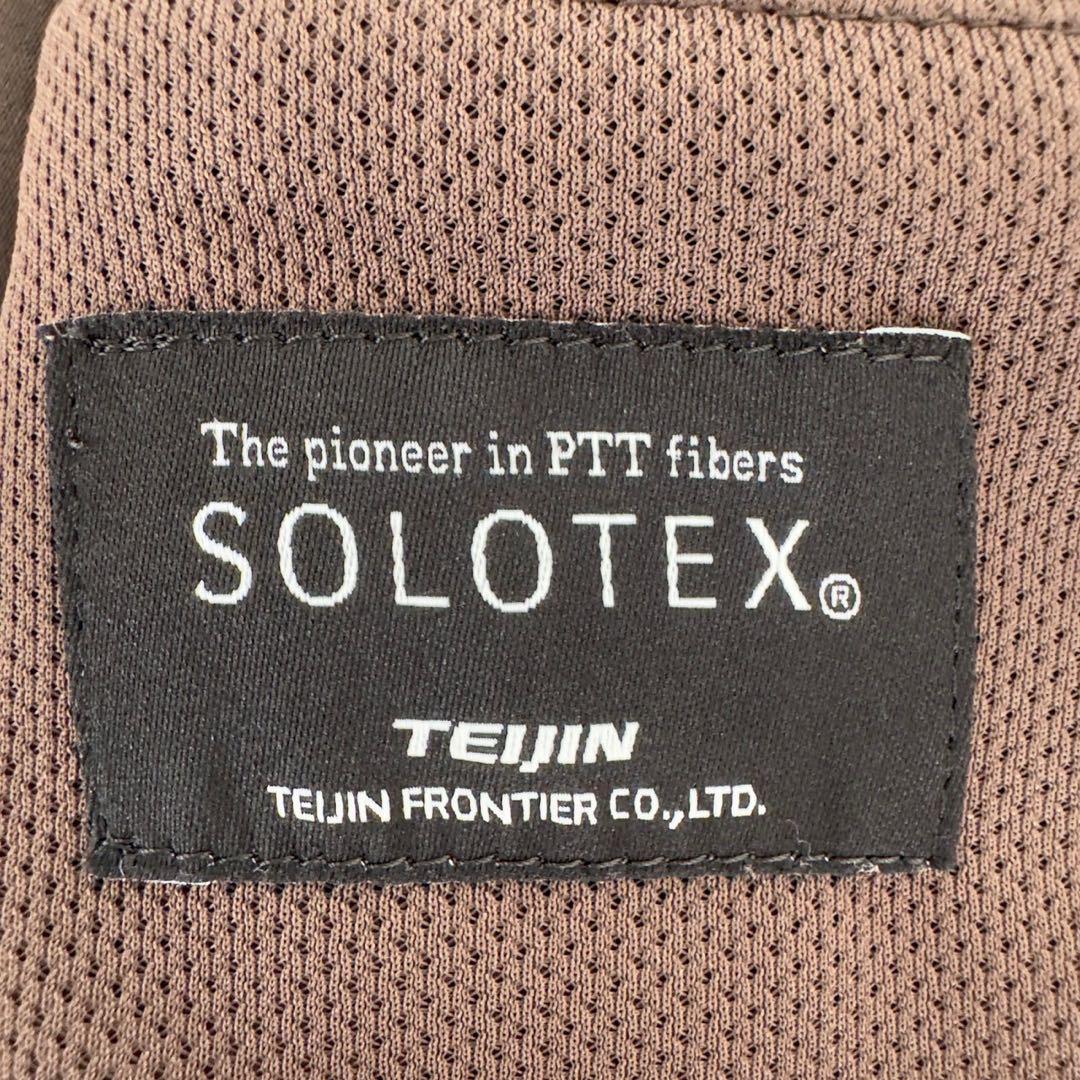 The pioneer in PTT fibers
SOLOTEX®
TEIJIN
TEIJIN FRONTIER CO.,LTD.